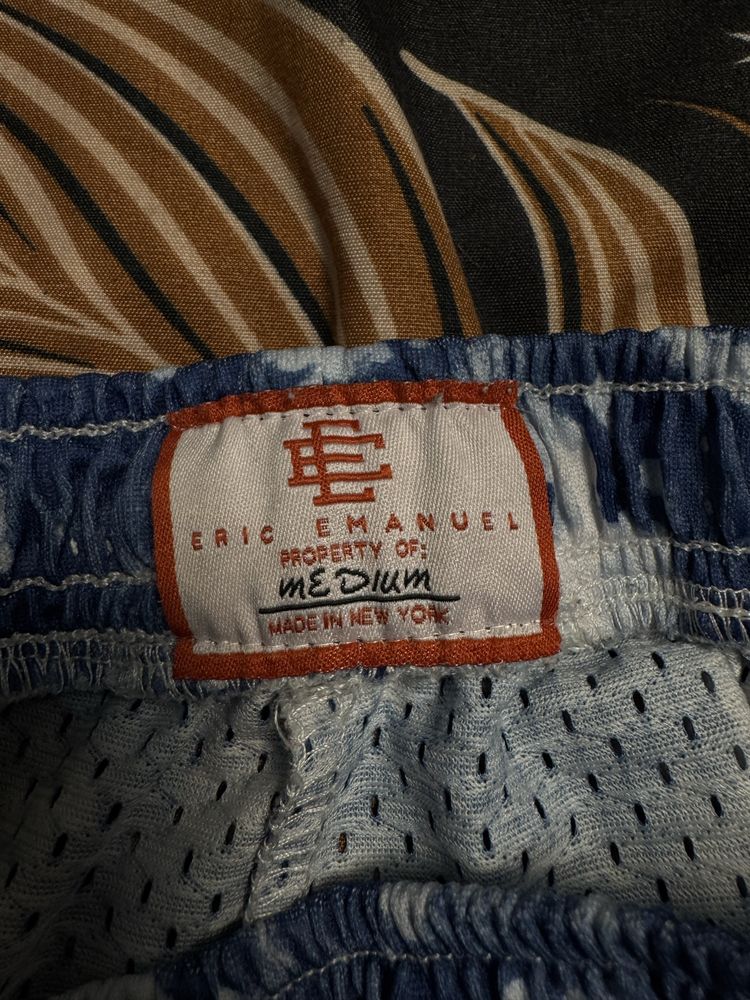 EE
ERIC EMANUEL
PROPERTY OF:
mEDIUM
MADE IN NEW YORK